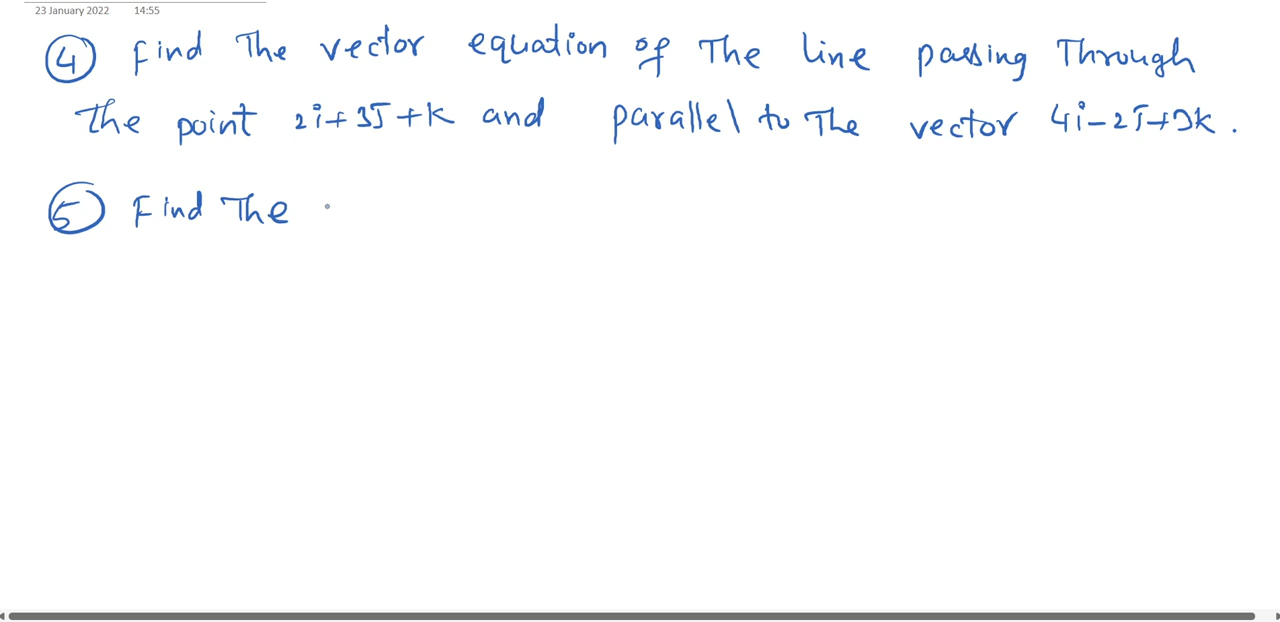 23 January 2022 14:55
④ Find The vector equation of The line passing Through
the point 2i+3J+K and parallel to The vector 4i-2J+3k.
⑤ Find The